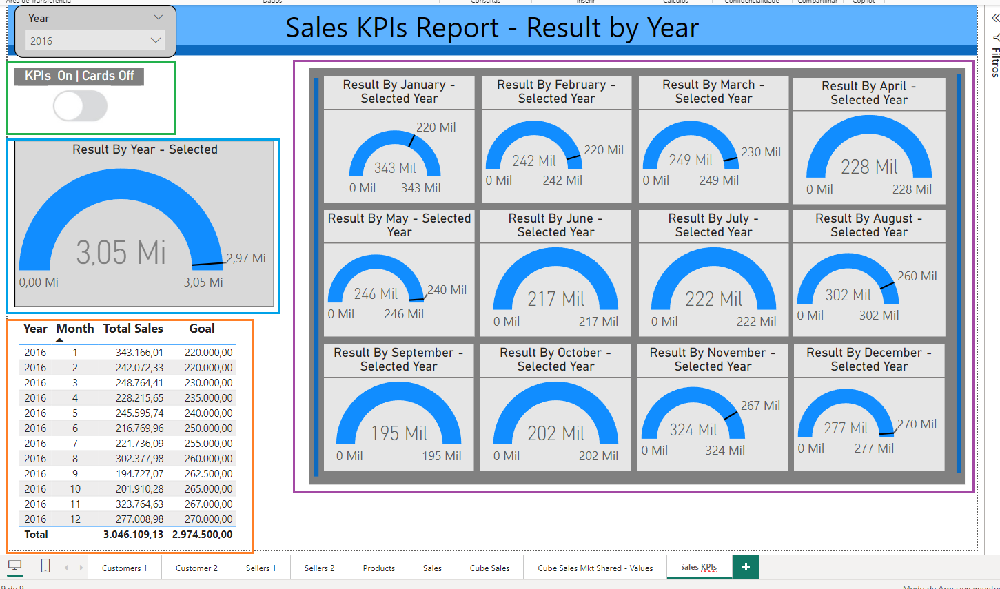 Área de Transferência Dados Consultas Inserir Cálculos Confidencialidade Compartilhar Copilot
Year
2016
Sales KPIs Report - Result by Year
Filtros
KPIs On | Cards Off
Result By Year - Selected
3,05 Mi
2,97 Mi
0,00 Mi 3,05 Mi
Year Month Total Sales Goal
2016 1 343.166,01 220.000,00
2016 2 242.072,33 220.000,00
2016 3 248.764,41 230.000,00
2016 4 228.215,65 235.000,00
2016 5 245.595,74 240.000,00
2016 6 216.769,96 250.000,00
2016 7 221.736,09 255.000,00
2016 8 302.377,98 260.000,00
2016 9 194.727,07 262.500,00
2016 10 201.910,28 265.000,00
2016 11 323.764,63 267.000,00
2016 12 277.008,98 270.000,00
Total 3.046.109,13 2.974.500,00
Result By January -
Selected Year
220 Mil
343 Mil
0 Mil 343 Mil
Result By February -
Selected Year
220 Mil
242 Mil
0 Mil 242 Mil
Result By March -
Selected Year
230 Mil
249 Mil
0 Mil 249 Mil
Result By April -
Selected Year
228 Mil
0 Mil 228 Mil
Result By May - Selected
Year
240 Mil
246 Mil
0 Mil 246 Mil
Result By June -
Selected Year
217 Mil
0 Mil 217 Mil
Result By July -
Selected Year
222 Mil
0 Mil 222 Mil
Result By August -
Selected Year
260 Mil
302 Mil
0 Mil 302 Mil
Result By September -
Selected Year
195 Mil
0 Mil 195 Mil
Result By October -
Selected Year
202 Mil
0 Mil 202 Mil
Result By November -
Selected Year
267 Mil
324 Mil
0 Mil 324 Mil
Result By December -
Selected Year
270 Mil
277 Mil
0 Mil 277 Mil
Customers 1 Customer 2 Sellers 1 Sellers 2 Products Sales Cube Sales Cube Sales Mkt Shared - Values Sales KPIs +
9 de 9 Modo de Armazenamento